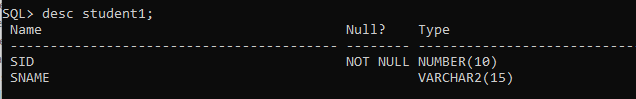 SQL> desc student1;
 Name                                      Null?    Type
 ----------------------------------------- -------- ----------------------------
 SID                                       NOT NULL NUMBER(10)
 SNAME                                              VARCHAR2(15)